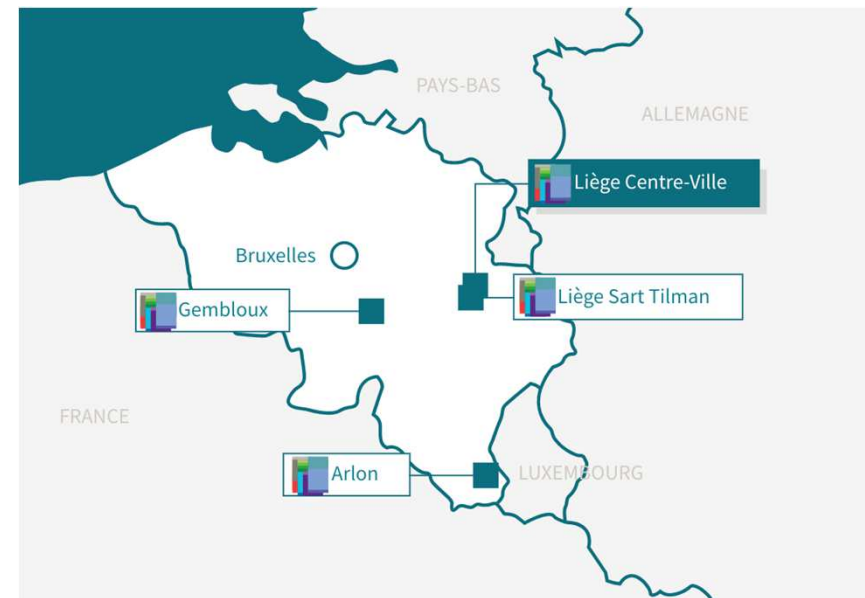 PAYS-BAS
ALLEMAGNE
Liège Centre-Ville
Bruxelles
Liège Sart Tilman
Gembloux
FRANCE
Arlon
LUXEMBOURG